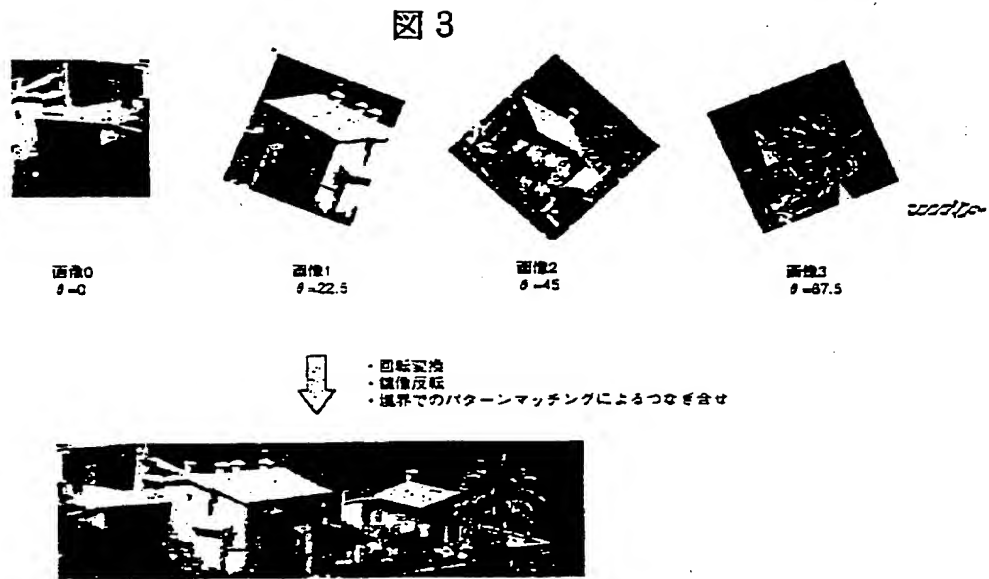 図3
画像0
θ=0
画像1
θ=22.5
画像2
θ=45
画像3
θ=67.5
・回転変換
・鏡像反転
・境界でのパターンマッチングによるつなぎ合せ